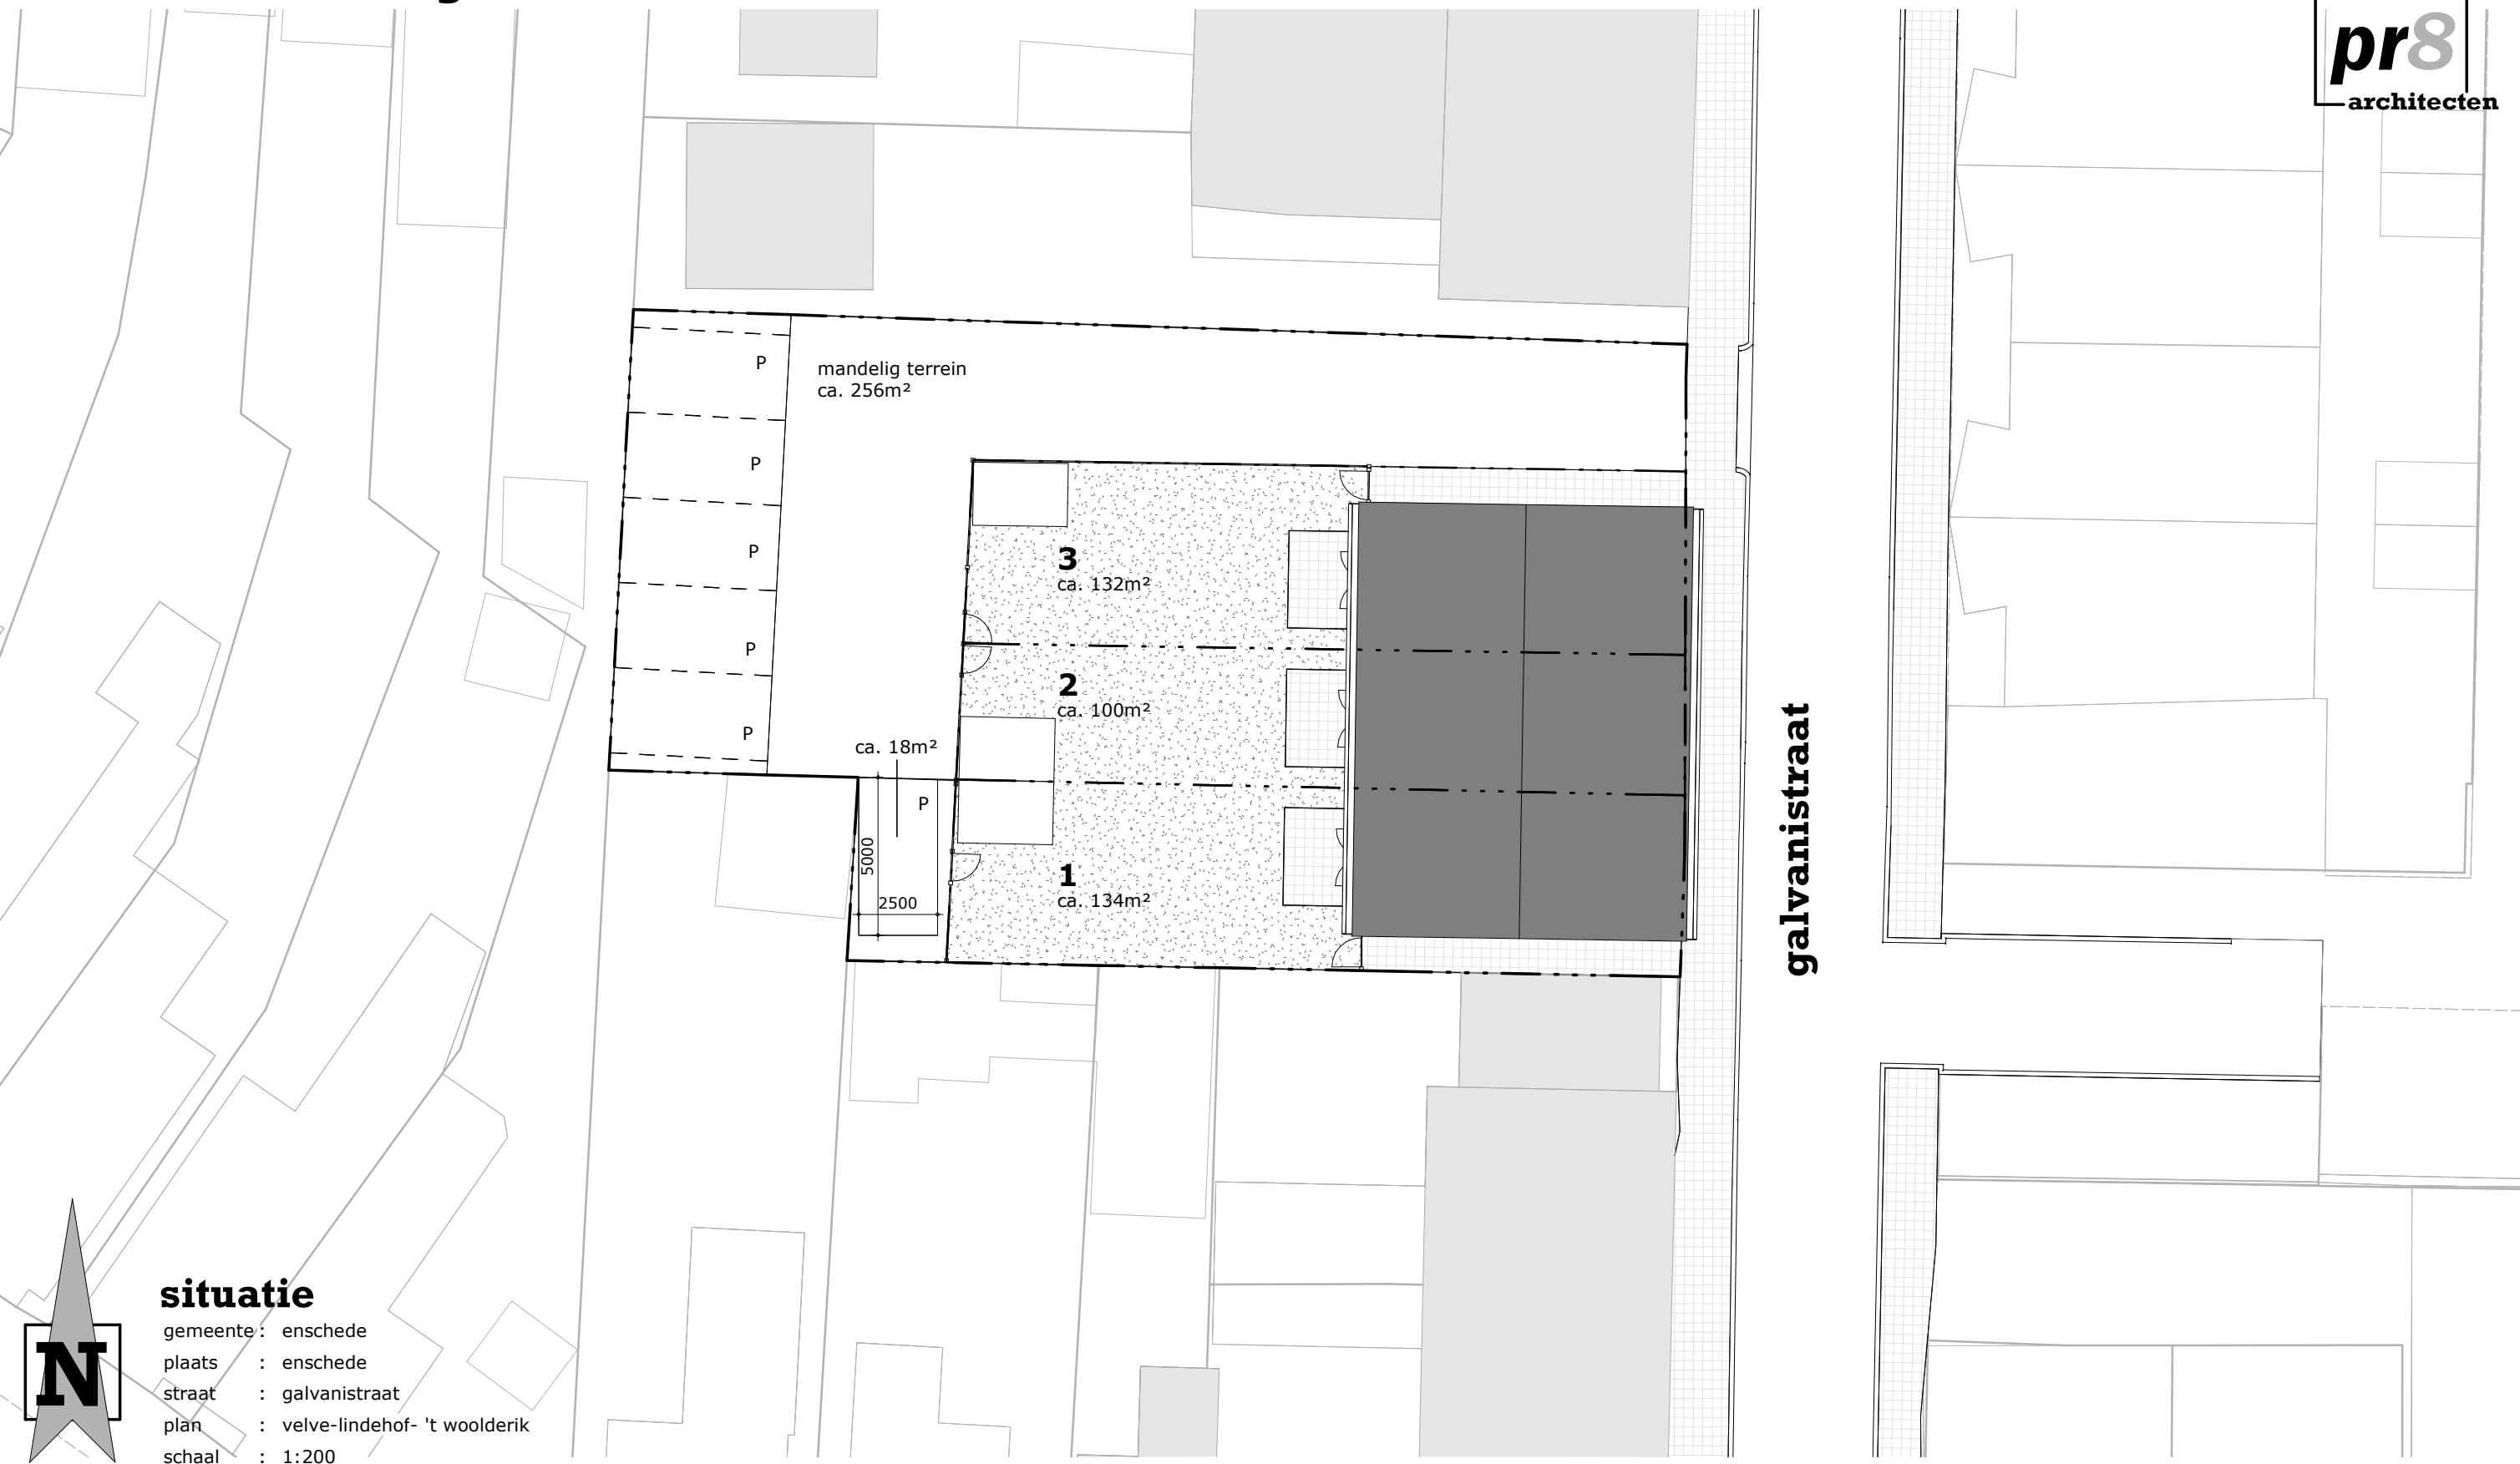 pr8
architecten
P
mandelig terrein
ca. 256m²
P
P
3
ca. 132m²
P
2
ca. 100m²
P
ca. 18m²
P
5000
2500
1
ca. 134m²
galvanistraat
situatie
gemeente : enschede
plaats : enschede
straat : galvanistraat
plan : velve-lindehof- 't woolderik
schaal : 1:200
N